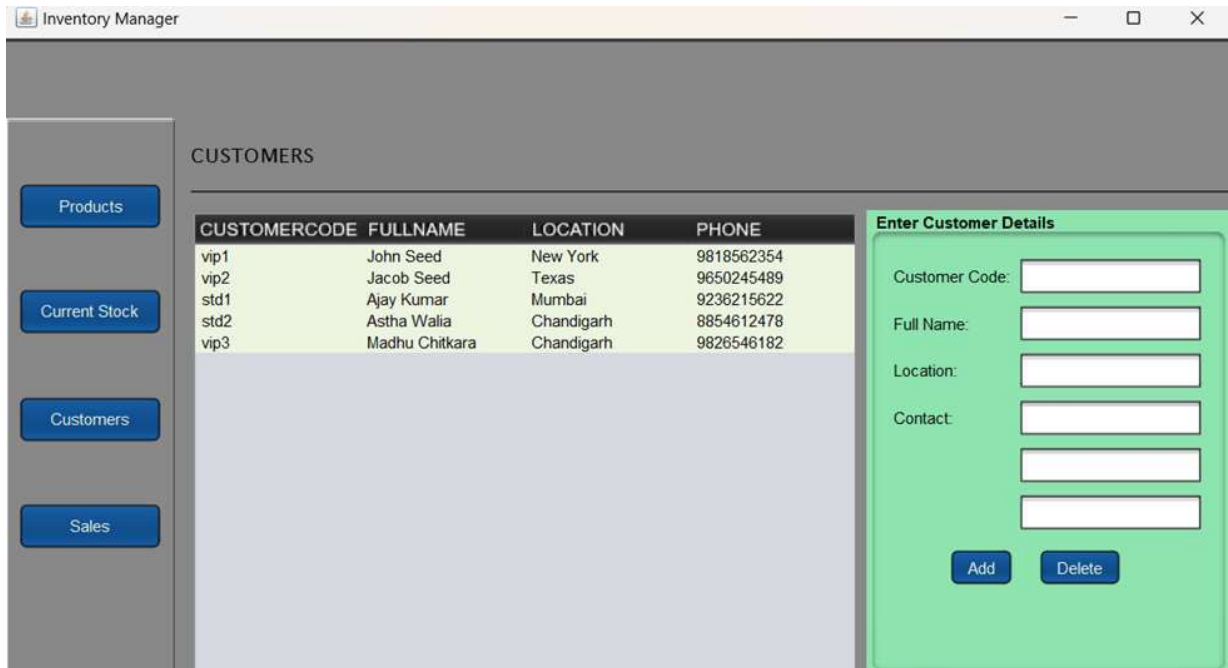 Inventory Manager
CUSTOMERS
Products
Current Stock
Customers
Sales
CUSTOMERCODE FULLNAME LOCATION PHONE
vip1 John Seed New York 9818562354
vip2 Jacob Seed Texas 9650245489
std1 Ajay Kumar Mumbai 9236215622
std2 Astha Walia Chandigarh 8854612478
vip3 Madhu Chitkara Chandigarh 9826546182
Enter Customer Details
Customer Code:
Full Name:
Location:
Contact:
Add Delete